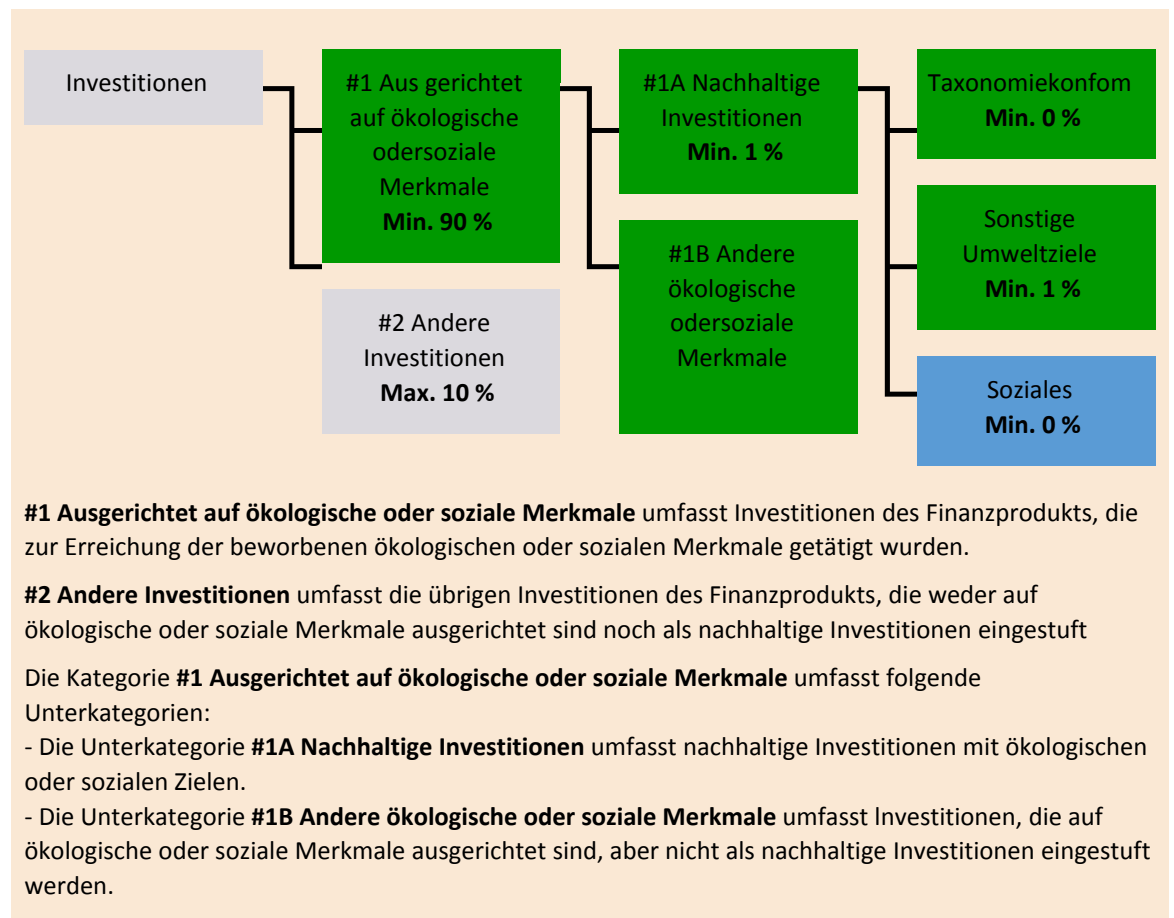 Investitionen
#1 Aus gerichtet
auf ökologische
odersoziale
Merkmale
Min. 90 %
#2 Andere
Investitionen
Max. 10 %
#1A Nachhaltige
Investitionen
Min. 1 %
#1B Andere
ökologische
odersoziale
Merkmale
Taxonomiekonfom
Min. 0 %
Sonstige
Umweltziele
Min. 1 %
Soziales
Min. 0 %
#1 Ausgerichtet auf ökologische oder soziale Merkmale umfasst Investitionen des Finanzprodukts, die
zur Erreichung der beworbenen ökologischen oder sozialen Merkmale getätigt wurden.
#2 Andere Investitionen umfasst die übrigen Investitionen des Finanzprodukts, die weder auf
ökologische oder soziale Merkmale ausgerichtet sind noch als nachhaltige Investitionen eingestuft
Die Kategorie #1 Ausgerichtet auf ökologische oder soziale Merkmale umfasst folgende
Unterkategorien:
- Die Unterkategorie #1A Nachhaltige Investitionen umfasst nachhaltige Investitionen mit ökologischen
oder sozialen Zielen.
- Die Unterkategorie #1B Andere ökologische oder soziale Merkmale umfasst lnvestitionen, die auf
ökologische oder soziale Merkmale ausgerichtet sind, aber nicht als nachhaltige Investitionen eingestuft
werden.